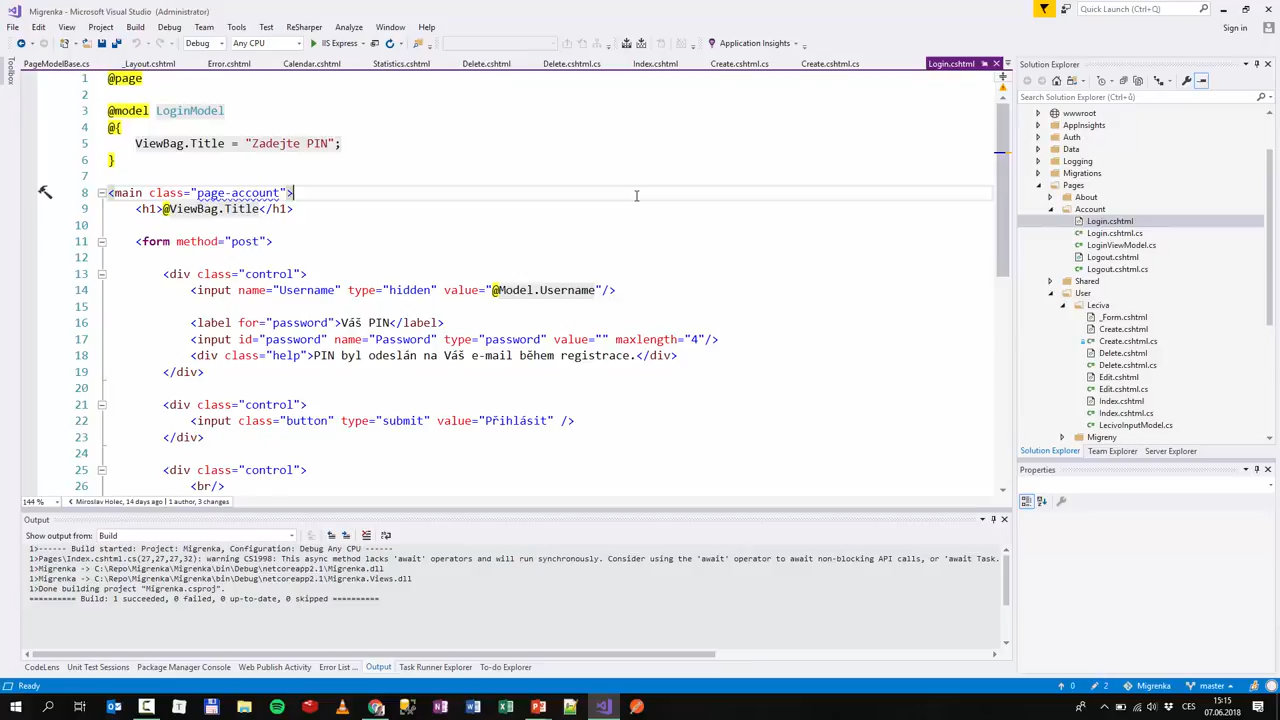 Migrenka - Microsoft Visual Studio (Administrator)
Quick Launch (Ctrl+Q)
File Edit View Project Build Debug Team Tools Test ReSharper Analyze Window Help
Sign in
Debug Any CPU IIS Express Application Insights
PageModelBase.cs _Layout.cshtml Error.cshtml Calendar.cshtml Statistics.cshtml Delete.cshtml Delete.cshtml.cs Index.cshtml Create.cshtml.cs Create.cshtml Login.cshtml
Toolbox
1 @page
2
3 @model LoginModel
4 @{
5 ViewBag.Title = "Zadejte PIN";
6 }
7
8 <main class="page-account">
9 <h1>@ViewBag.Title</h1>
10
11 <form method="post">
12
13 <div class="control">
14 <input name="Username" type="hidden" value="@Model.Username"/>
15
16 <label for="password">Váš PIN</label>
17 <input id="password" name="Password" type="password" value="" maxlength="4"/>
18 <div class="help">PIN byl odeslán na Váš e-mail během registrace.</div>
19 </div>
20
21 <div class="control">
22 <input class="button" type="submit" value="Přihlásit" />
23 </div>
24
25 <div class="control">
26 <br/>
144 % Miroslav Holec, 14 days ago | 1 author, 3 changes
Solution Explorer
Search Solution Explorer (Ctrl+ů)
wwwroot
AppInsights
Auth
Data
Logging
Migrations
Pages
About
Account
Login.cshtml
Login.cshtml.cs
LoginViewModel.cs
Logout.cshtml
Logout.cshtml.cs
Shared
User
Leciva
_Form.cshtml
Create.cshtml
Create.cshtml.cs
Delete.cshtml
Delete.cshtml.cs
Edit.cshtml
Edit.cshtml.cs
Index.cshtml
Index.cshtml.cs
LecivoInputModel.cs
Migreny
Solution Explorer Team Explorer Server Explorer
Properties
Output
Show output from: Build
1>------ Build started: Project: Migrenka, Configuration: Debug Any CPU ------
1>Pages\Index.cshtml.cs(27,27,27,32): warning CS1998: This async method lacks 'await' operators and will run synchronously. Consider using the 'await' operator to await non-blocking API calls, or 'await Task.
1>Migrenka -> C:\Repo\Migrenka\Migrenka\bin\Debug\netcoreapp2.1\Migrenka.dll
1>Migrenka -> C:\Repo\Migrenka\Migrenka\bin\Debug\netcoreapp2.1\Migrenka.Views.dll
1>Done building project "Migrenka.csproj".
========== Build: 1 succeeded, 0 failed, 0 up-to-date, 0 skipped ==========
CodeLens Unit Test Sessions Package Manager Console Web Publish Activity Error List ... Output Task Runner Explorer To-do Explorer
Ready 0 2 Migrenka master
CES 15:15
07.06.2018